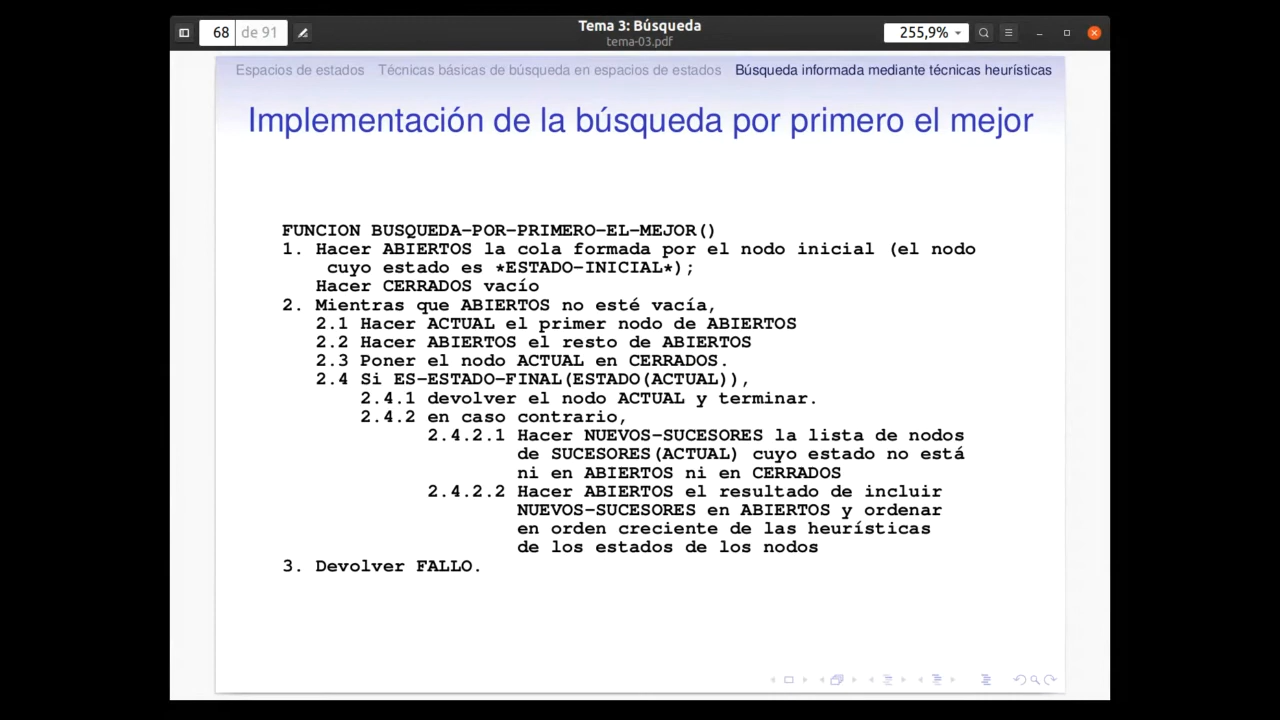 68 de 91
Tema 3: Búsqueda
tema-03.pdf
255,9%
Espacios de estados Técnicas básicas de búsqueda en espacios de estados Búsqueda informada mediante técnicas heurísticas
Implementación de la búsqueda por primero el mejor
FUNCION BUSQUEDA-POR-PRIMERO-EL-MEJOR()
1. Hacer ABIERTOS la cola formada por el nodo inicial (el nodo
cuyo estado es *ESTADO-INICIAL*);
Hacer CERRADOS vacío
2. Mientras que ABIERTOS no esté vacía,
2.1 Hacer ACTUAL el primer nodo de ABIERTOS
2.2 Hacer ABIERTOS el resto de ABIERTOS
2.3 Poner el nodo ACTUAL en CERRADOS.
2.4 Si ES-ESTADO-FINAL(ESTADO(ACTUAL)),
2.4.1 devolver el nodo ACTUAL y terminar.
2.4.2 en caso contrario,
2.4.2.1 Hacer NUEVOS-SUCESORES la lista de nodos
de SUCESORES(ACTUAL) cuyo estado no está
ni en ABIERTOS ni en CERRADOS
2.4.2.2 Hacer ABIERTOS el resultado de incluir
NUEVOS-SUCESORES en ABIERTOS y ordenar
en orden creciente de las heurísticas
de los estados de los nodos
3. Devolver FALLO.